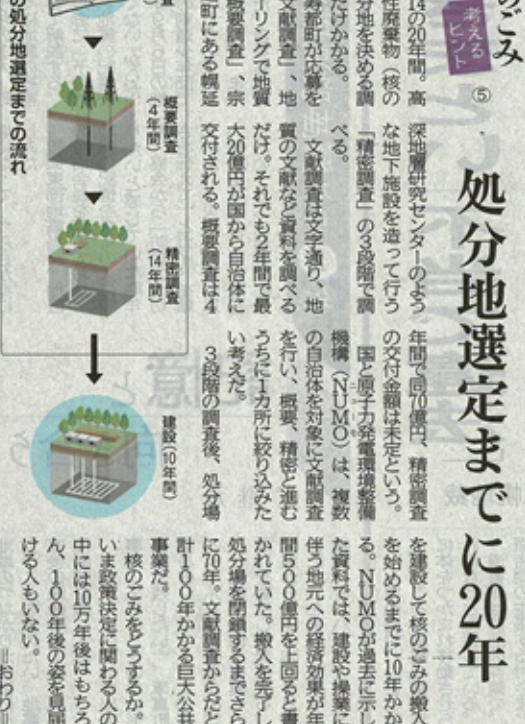 のごみ
考える
ヒント
⑤
処分地選定までに20年
14の20年間。高
性廃棄物（核の
分地を決める調
だけかかる。
寿都町が応募を
文献調査」、地
ーリングで地質
概要調査」、宗
町にある幌延
深地層研究センターのよう
な地下施設を造って行う
「精密調査」の3段階で調
べる。
文献調査は文字通り、地
質の文献など資料を調べる
だけ。それでも2年間で最
大20億円が国から自治体に
交付される。概要調査は4
年間で同70億円、精密調査
の交付金額は未定という。
国と原子力発電環境整備
機構（NUMO）は、複数
の自治体を対象に文献調査
を行い、概要、精密と進む
うちに1カ所に絞り込みた
い考えだ。
3段階の調査後、処分場
を建設して核のごみの搬
を始めるまでに10年かか
る。NUMOが過去に示し
た資料では、建設や操業に
伴う地元への経済効果が年
間500億円を上回ると書
かれていた。搬入を完了し
処分場を閉鎖するまでさら
に70年。文献調査からだと
計100年かかる巨大公共
事業だ。
核のごみをどうするか。
いま政策決定に関わる人の
中には10万年後はもちろ
ん、100年後の姿を見届
ける人もいない。
＝おわり
の処分地選定までの流れ
査
概要調査
（4年間）
精密調査
（14年間）
建設（10年間）